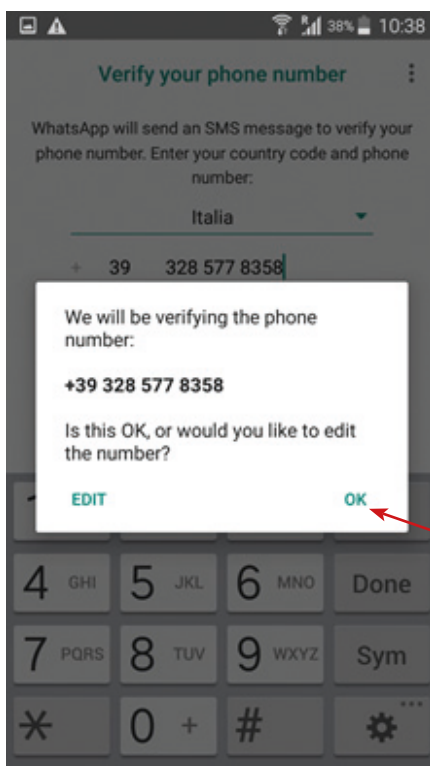 38% 10:38
Verify your phone number
WhatsApp will send an SMS message to verify your
phone number. Enter your country code and phone
number:
Italia
+ 39 328 577 8358
We will be verifying the phone
number:
+39 328 577 8358
Is this OK, or would you like to edit
the number?
EDIT OK
4 GHI 5 JKL 6 MNO Done
7 PQRS 8 TUV 9 WXYZ Sym
* 0 + # ...